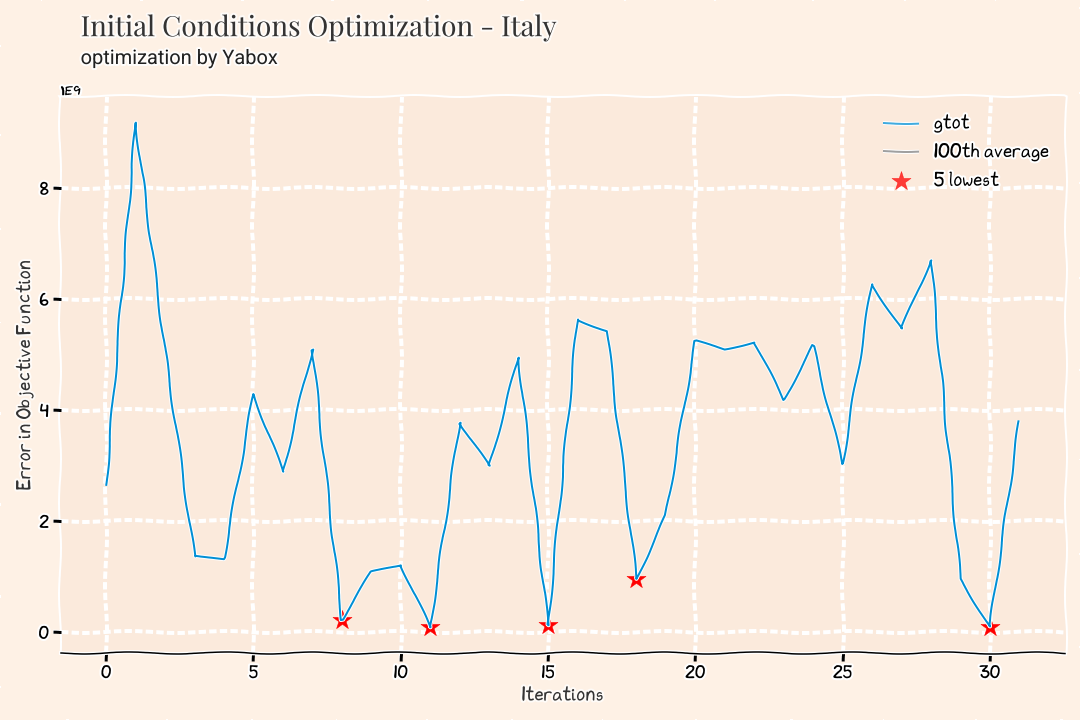 Initial Conditions Optimization - Italy
optimization by Yabox
1E9
gtot
100th average
5 lowest
8
6
4
2
0
Error in Objective Function
0 5 10 15 20 25 30
Iterations